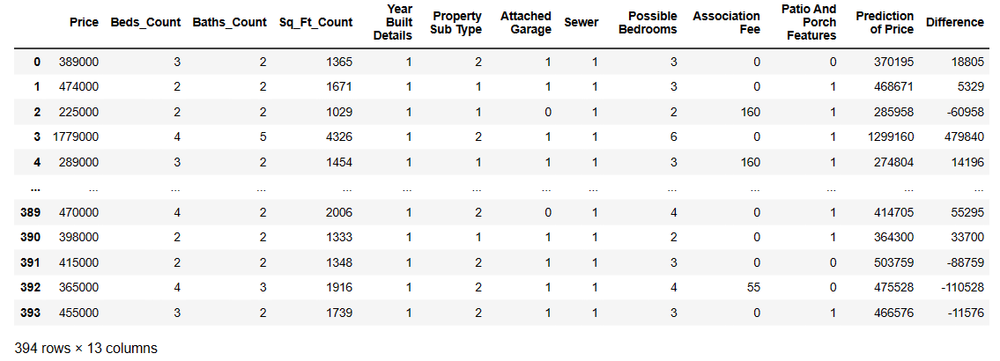 Price Beds_Count Baths_Count Sq_Ft_Count Year Built Details Property Sub Type Attached Garage Sewer Possible Bedrooms Association Fee Patio And Porch Features Prediction of Price Difference
0 389000 3 2 1365 1 2 1 1 3 0 0 370195 18805
1 474000 2 2 1671 1 1 1 1 3 0 1 468671 5329
2 225000 2 2 1029 1 1 0 1 2 160 1 285958 -60958
3 1779000 4 5 4326 1 2 1 1 6 0 1 1299160 479840
4 289000 3 2 1454 1 1 1 1 3 160 1 274804 14196
... ... ... ... ... ... ... ... ... ... ... ... ... ...
389 470000 4 2 2006 1 2 0 1 4 0 1 414705 55295
390 398000 2 2 1333 1 1 1 1 2 0 1 364300 33700
391 415000 2 2 1348 1 2 1 1 3 0 0 503759 -88759
392 365000 4 3 1916 1 2 1 1 4 55 0 475528 -110528
393 455000 3 2 1739 1 2 1 1 3 0 1 466576 -11576
394 rows × 13 columns